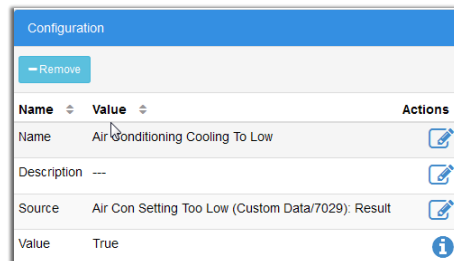 Configuration
Remove
Name Value Actions
Name Air Conditioning Cooling To Low
Description ---
Source Air Con Setting Too Low (Custom Data/7029): Result
Value True